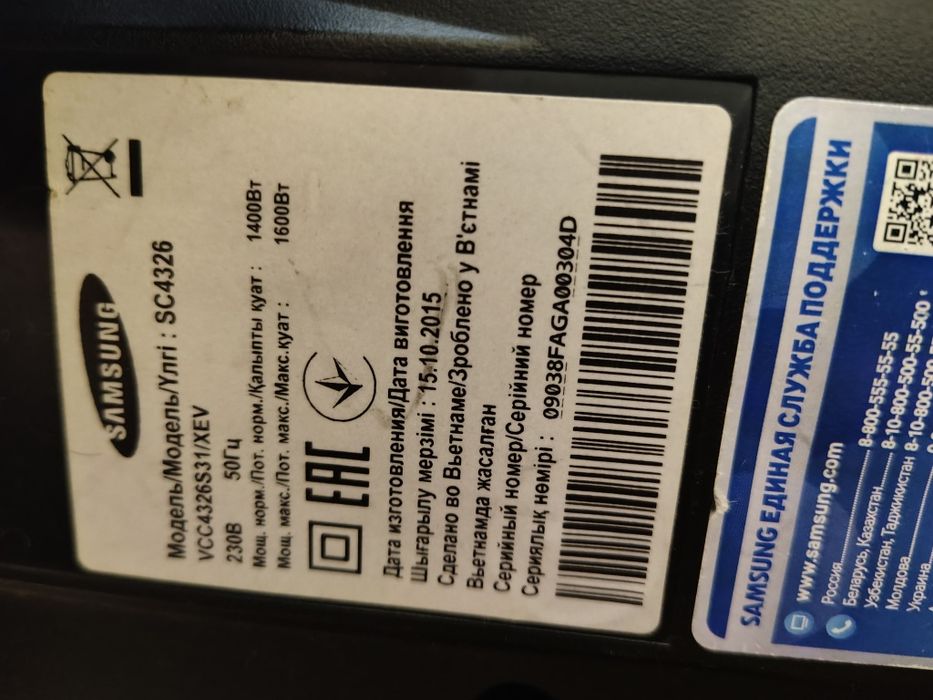 SAMSUNG
Модель/Модель/Үлгі : SC4326
VCC4326S31/XEV
230В 50Гц
Мощ. норм./Пот. норм./Қалыпты қуат : 1400Вт
Мощ. макс./Пот. макс./Макс.қуат : 1600Вт
EAC
Дата изготовления/Дата виготовлення
Шығарылу мерзімі : 15.10.2015
Сделано во Вьетнаме/Зроблено у В'єтнамі
Вьетнамда жасалған
Серийный номер/Серійний номер
Сериялық нөмірі : 09038FAGA00304D
SAMSUNG ЕДИНАЯ СЛУЖБА ПОДДЕРЖКИ
www.samsung.com
Россия 8-800-555-55-55
Беларусь, Казахстан 8-10-800-500-55-500
Узбекистан, Таджикистан 8-10-800-500
Молдова
Украина